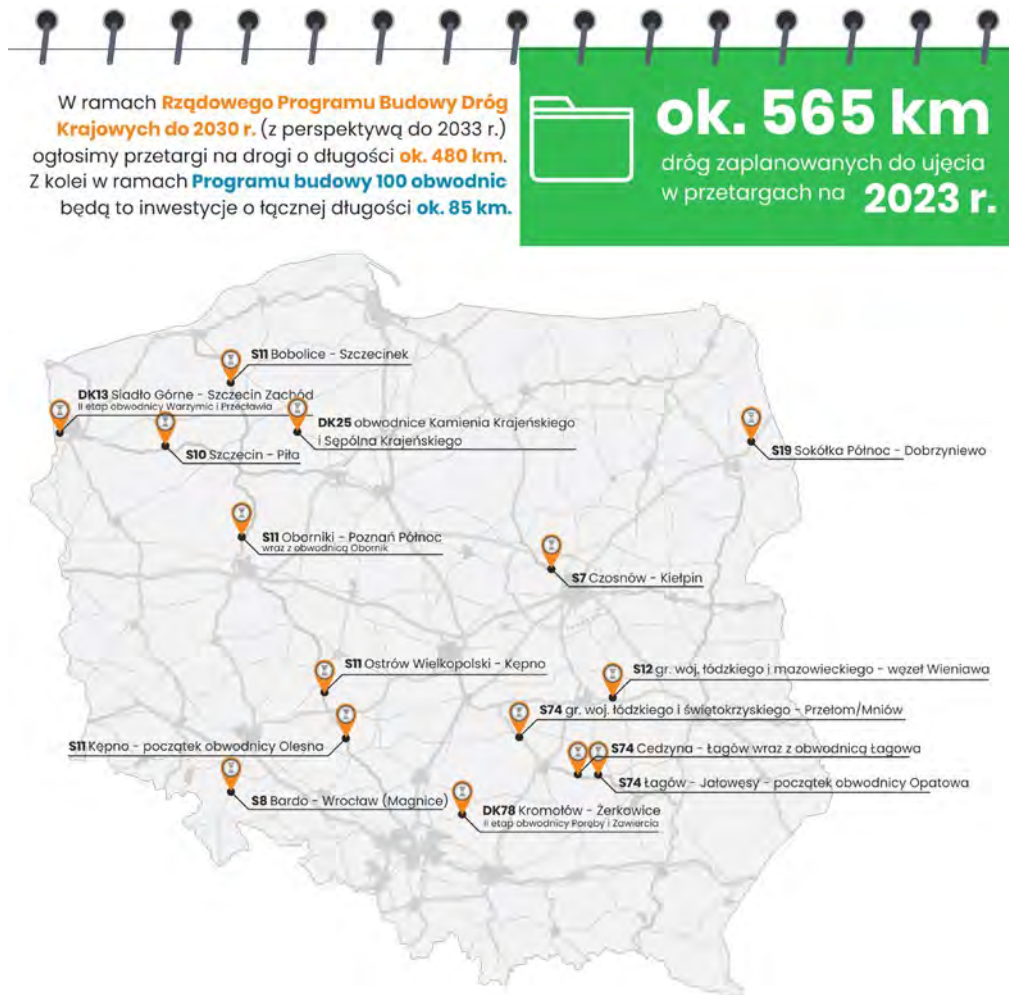 W ramach Rządowego Programu Budowy Dróg
Krajowych do 2030 r. (z perspektywą do 2033 r.)
ogłosimy przetargi na drogi o długości ok. 480 km.
Z kolei w ramach Programu budowy 100 obwodnic
będą to inwestycje o łącznej długości ok. 85 km.
ok. 565 km
dróg zaplanowanych do ujęcia
w przetargach na 2023 r.
S11 Bobolice - Szczecinek
DK13 Siadło Górne - Szczecin Zachód
II etap obwodnicy Warzymic i Przecławia
DK25 obwodnice Kamienia Krajeńskiego
i Sępólna Krajeńskiego
S10 Szczecin - Piła
S19 Sokółka Północ - Dobrzyniewo
S11 Oborniki - Poznań Północ
wraz z obwodnicą Obornik
S7 Czosnów - Kiełpin
S11 Ostrów Wielkopolski - Kępno
S12 gr. woj. łódzkiego i mazowieckiego - węzeł Wieniawa
S74 gr. woj. łódzkiego i świętokrzyskiego - Przełom/Mniów
S11 Kępno - początek obwodnicy Olesna
S74 Cedzyna - Łagów wraz z obwodnicą Łagowa
S74 Łagów - Jałowęsy - początek obwodnicy Opatowa
S8 Bardo - Wrocław (Magnice)
DK78 Kromołów - Żerkowice
II etap obwodnicy Poręby i Zawiercia